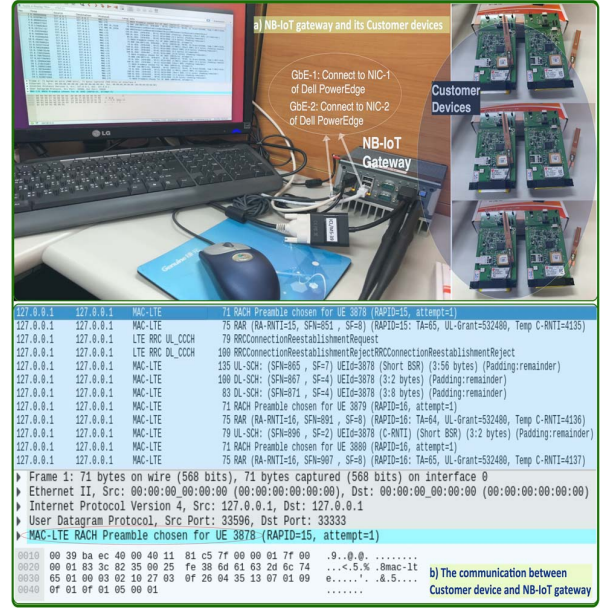 a) NB-IoT gateway and its Customer devices
GbE-1: Connect to NIC-1
of Dell PowerEdge
GbE-2: Connect to NIC-2
of Dell PowerEdge
Customer
Devices
NB-IoT
Gateway
LG
127.0.0.1 127.0.0.1 MAC-LTE 71 RACH Preamble chosen for UE 3878 (RAPID=15, attempt=1)
127.0.0.1 127.0.0.1 MAC-LTE 75 RAR (RA-RNTI=15, SFN=851 , SF=8) (RAPID=15: TA=65, UL-Grant=532480, Temp C-RNTI=4135)
127.0.0.1 127.0.0.1 LTE RRC UL_CCCH 79 RRCConnectionReestablishmentRequest
127.0.0.1 127.0.0.1 LTE RRC DL_CCCH 100 RRCConnectionReestablishmentRejectRRCConnectionReestablishmentReject
127.0.0.1 127.0.0.1 MAC-LTE 135 UL-SCH: (SFN=865 , SF=7) UEId=3878 (Short BSR) (3:56 bytes) (Padding:remainder)
127.0.0.1 127.0.0.1 MAC-LTE 100 DL-SCH: (SFN=867 , SF=4) UEId=3878 (3:2 bytes) (Padding:remainder)
127.0.0.1 127.0.0.1 MAC-LTE 83 DL-SCH: (SFN=871 , SF=4) UEId=3878 (3:8 bytes) (Padding:remainder)
127.0.0.1 127.0.0.1 MAC-LTE 71 RACH Preamble chosen for UE 3879 (RAPID=16, attempt=1)
127.0.0.1 127.0.0.1 MAC-LTE 75 RAR (RA-RNTI=16, SFN=891 , SF=8) (RAPID=16: TA=64, UL-Grant=532480, Temp C-RNTI=4136)
127.0.0.1 127.0.0.1 MAC-LTE 79 UL-SCH: (SFN=896 , SF=2) UEId=3878 (C-RNTI) (Short BSR) (3:2 bytes) (Padding:remainder)
127.0.0.1 127.0.0.1 MAC-LTE 71 RACH Preamble chosen for UE 3880 (RAPID=16, attempt=1)
127.0.0.1 127.0.0.1 MAC-LTE 75 RAR (RA-RNTI=16, SFN=907 , SF=8) (RAPID=16: TA=65, UL-Grant=532480, Temp C-RNTI=4137)
Frame 1: 71 bytes on wire (568 bits), 71 bytes captured (568 bits) on interface 0
Ethernet II, Src: 00:00:00_00:00:00 (00:00:00:00:00:00), Dst: 00:00:00_00:00:00 (00:00:00:00:00:00)
Internet Protocol Version 4, Src: 127.0.0.1, Dst: 127.0.0.1
User Datagram Protocol, Src Port: 33596, Dst Port: 33333
MAC-LTE RACH Preamble chosen for UE 3878 (RAPID=15, attempt=1)
0010 00 39 ba ec 40 00 40 11 81 c5 7f 00 00 01 7f 00 .9..@.@. ........
0020 00 01 83 3c 82 35 00 25 fe 38 6d 61 63 2d 6c 74 ...<.5.% .8mac-lt
0030 65 01 00 03 02 10 27 03 0f 26 04 35 13 07 01 09 e.....'. .&.5....
0040 0f 01 0f 01 05 00 01 .......
b) The communication between
Customer device and NB-IoT gateway